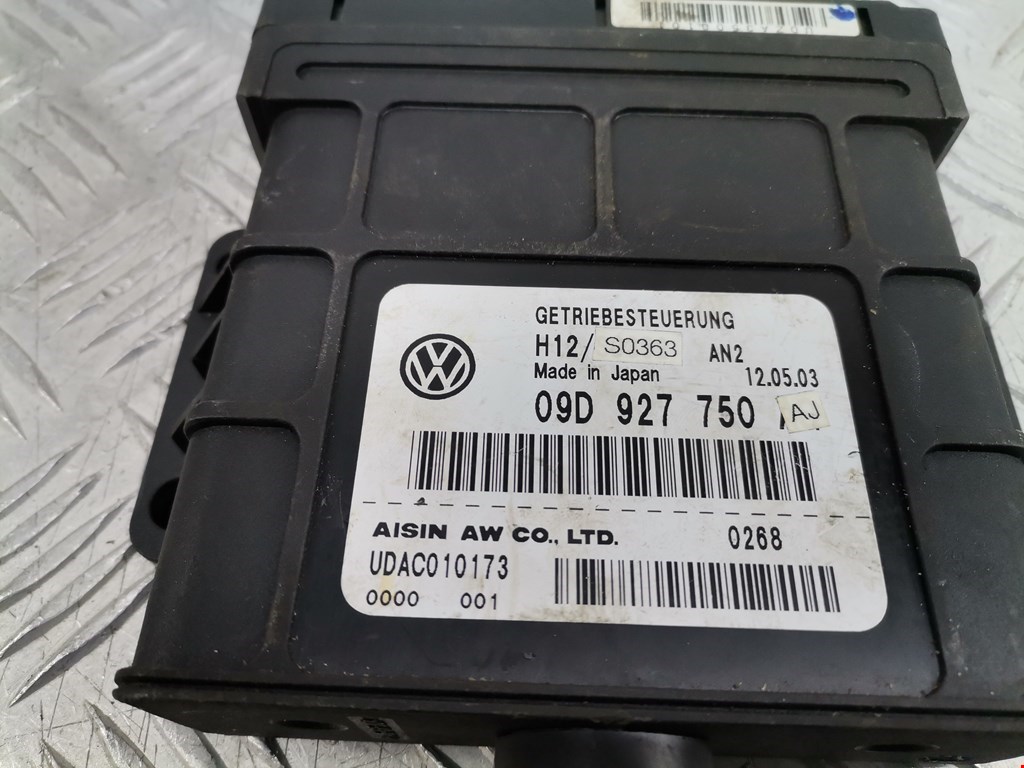 GETRIEBESTEUERUNG
H12/ S0363 AN2
Made in Japan 12.05.03
09D 927 750 AJ
AISIN AW CO., LTD. 0268
UDAC010173
0000 001